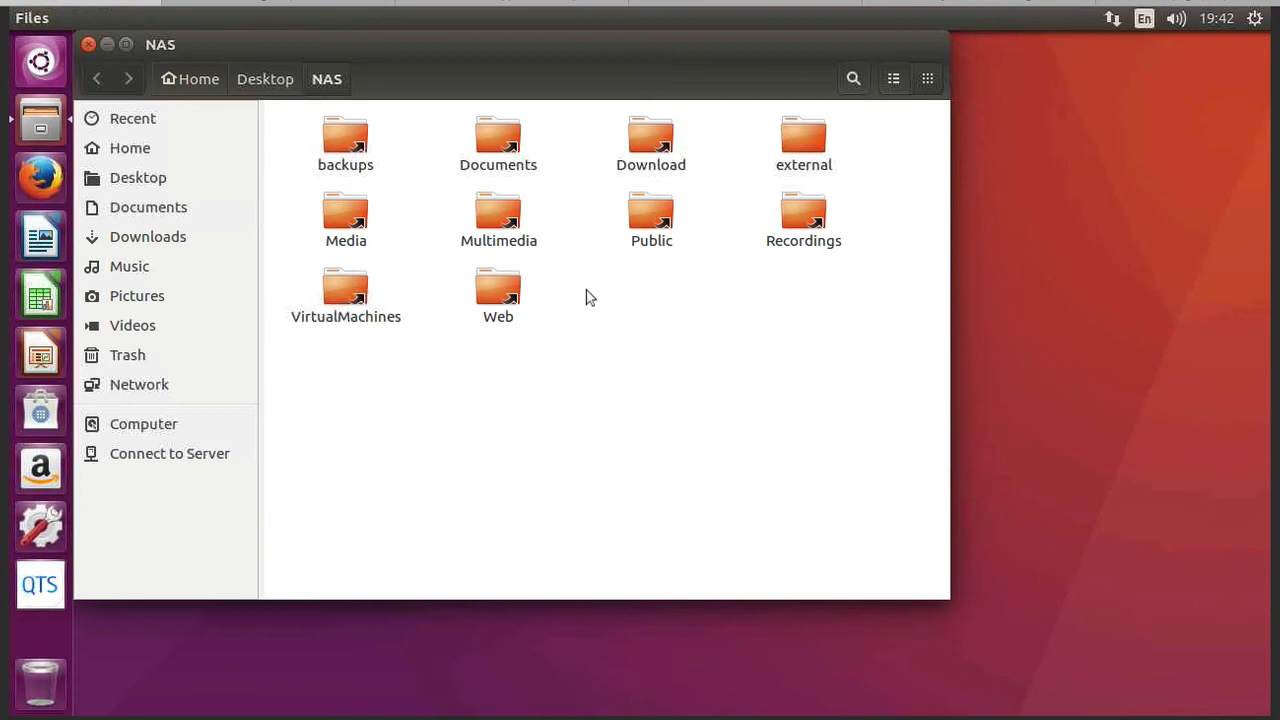 Files
En
19:42
NAS
Home
Desktop
NAS
Recent
Home
Desktop
Documents
Downloads
Music
Pictures
Videos
Trash
Network
Computer
Connect to Server
backups
Documents
Download
external
Media
Multimedia
Public
Recordings
VirtualMachines
Web
a
QTS